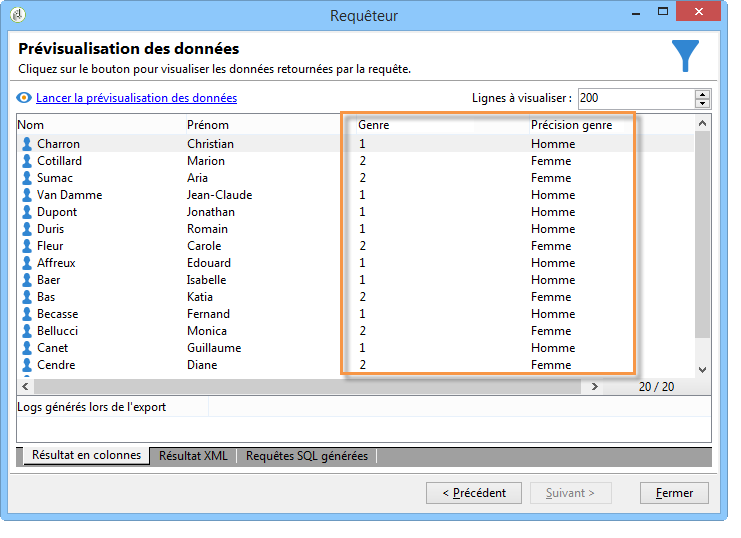 Requêteur
Prévisualisation des données
Cliquez sur le bouton pour visualiser les données retournées par la requête.
Lancer la prévisualisation des données Lignes à visualiser : 200
Nom Prénom Genre Précision genre
Charron Christian 1 Homme
Cotillard Marion 2 Femme
Sumac Aria 2 Femme
Van Damme Jean-Claude 1 Homme
Dupont Jonathan 1 Homme
Duris Romain 1 Homme
Fleur Carole 2 Femme
Affreux Edouard 1 Homme
Baer Isabelle 1 Homme
Bas Katia 2 Femme
Becasse Fernand 1 Homme
Bellucci Monica 2 Femme
Canet Guillaume 1 Homme
Cendre Diane 2 Femme
20 / 20
Logs générés lors de l'export
Résultat en colonnes Résultat XML Requêtes SQL générées
< Précédent Suivant > Fermer